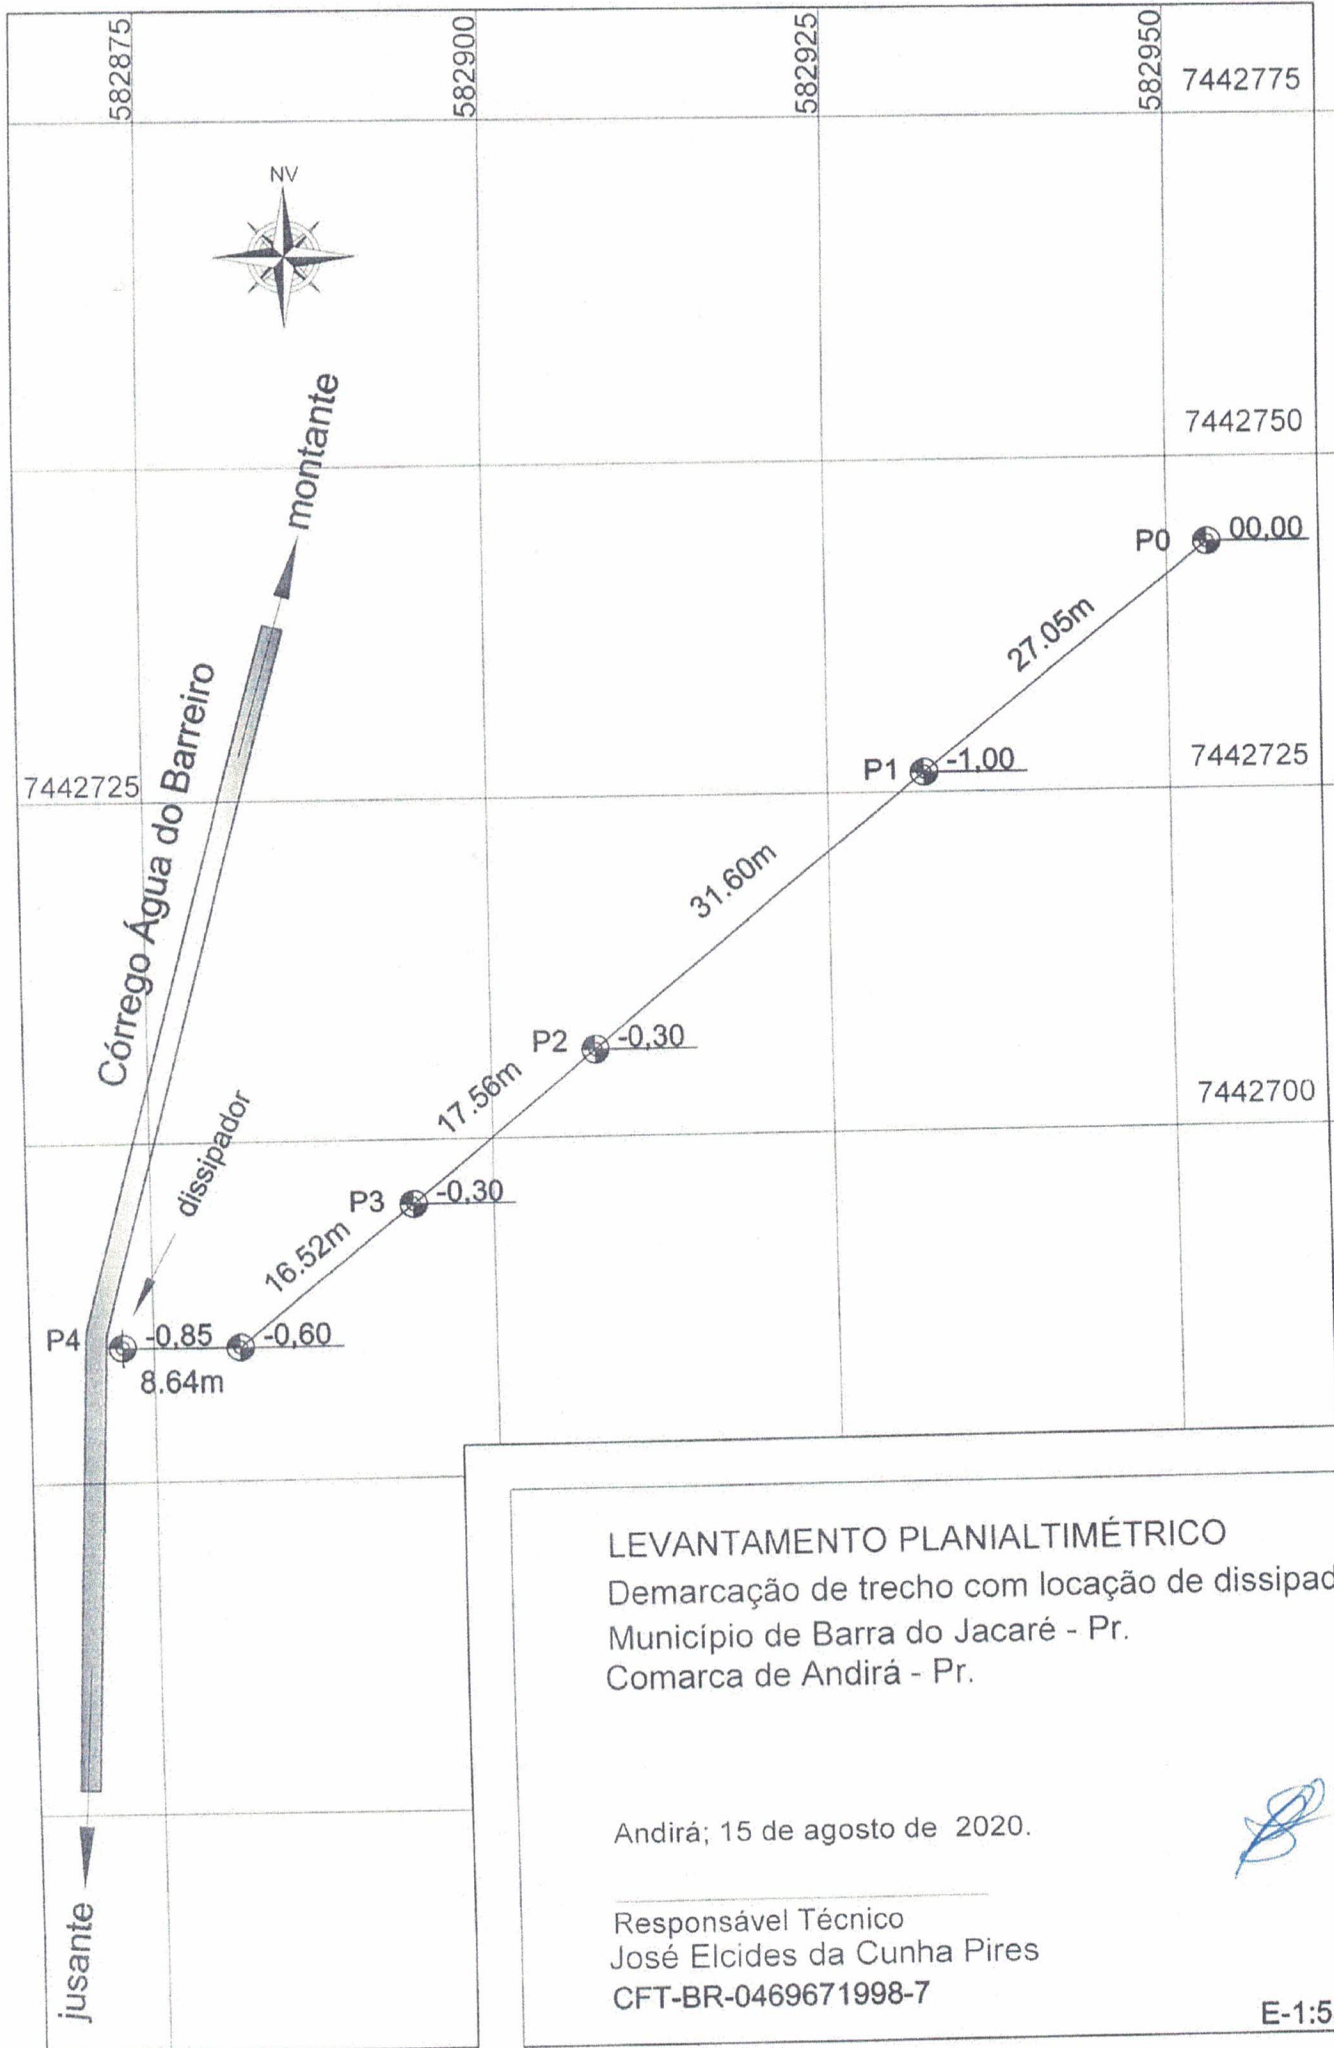 582875
582900
582925
582950
7442775
NV
montante
7442750
P0 00,00
27.05m
Córrego Água do Barreiro
P1 -1,00
7442725
7442725
31.60m
P2 -0,30
17.56m
7442700
dissipador
P3 -0,30
16.52m
P4 -0,85 -0,60
8.64m
jusante
LEVANTAMENTO PLANIALTIMÉTRICO
Demarcação de trecho com locação de dissipad
Município de Barra do Jacaré - Pr.
Comarca de Andirá - Pr.
Andirá; 15 de agosto de 2020.
Responsável Técnico
José Elcides da Cunha Pires
CFT-BR-0469671998-7
E-1:5